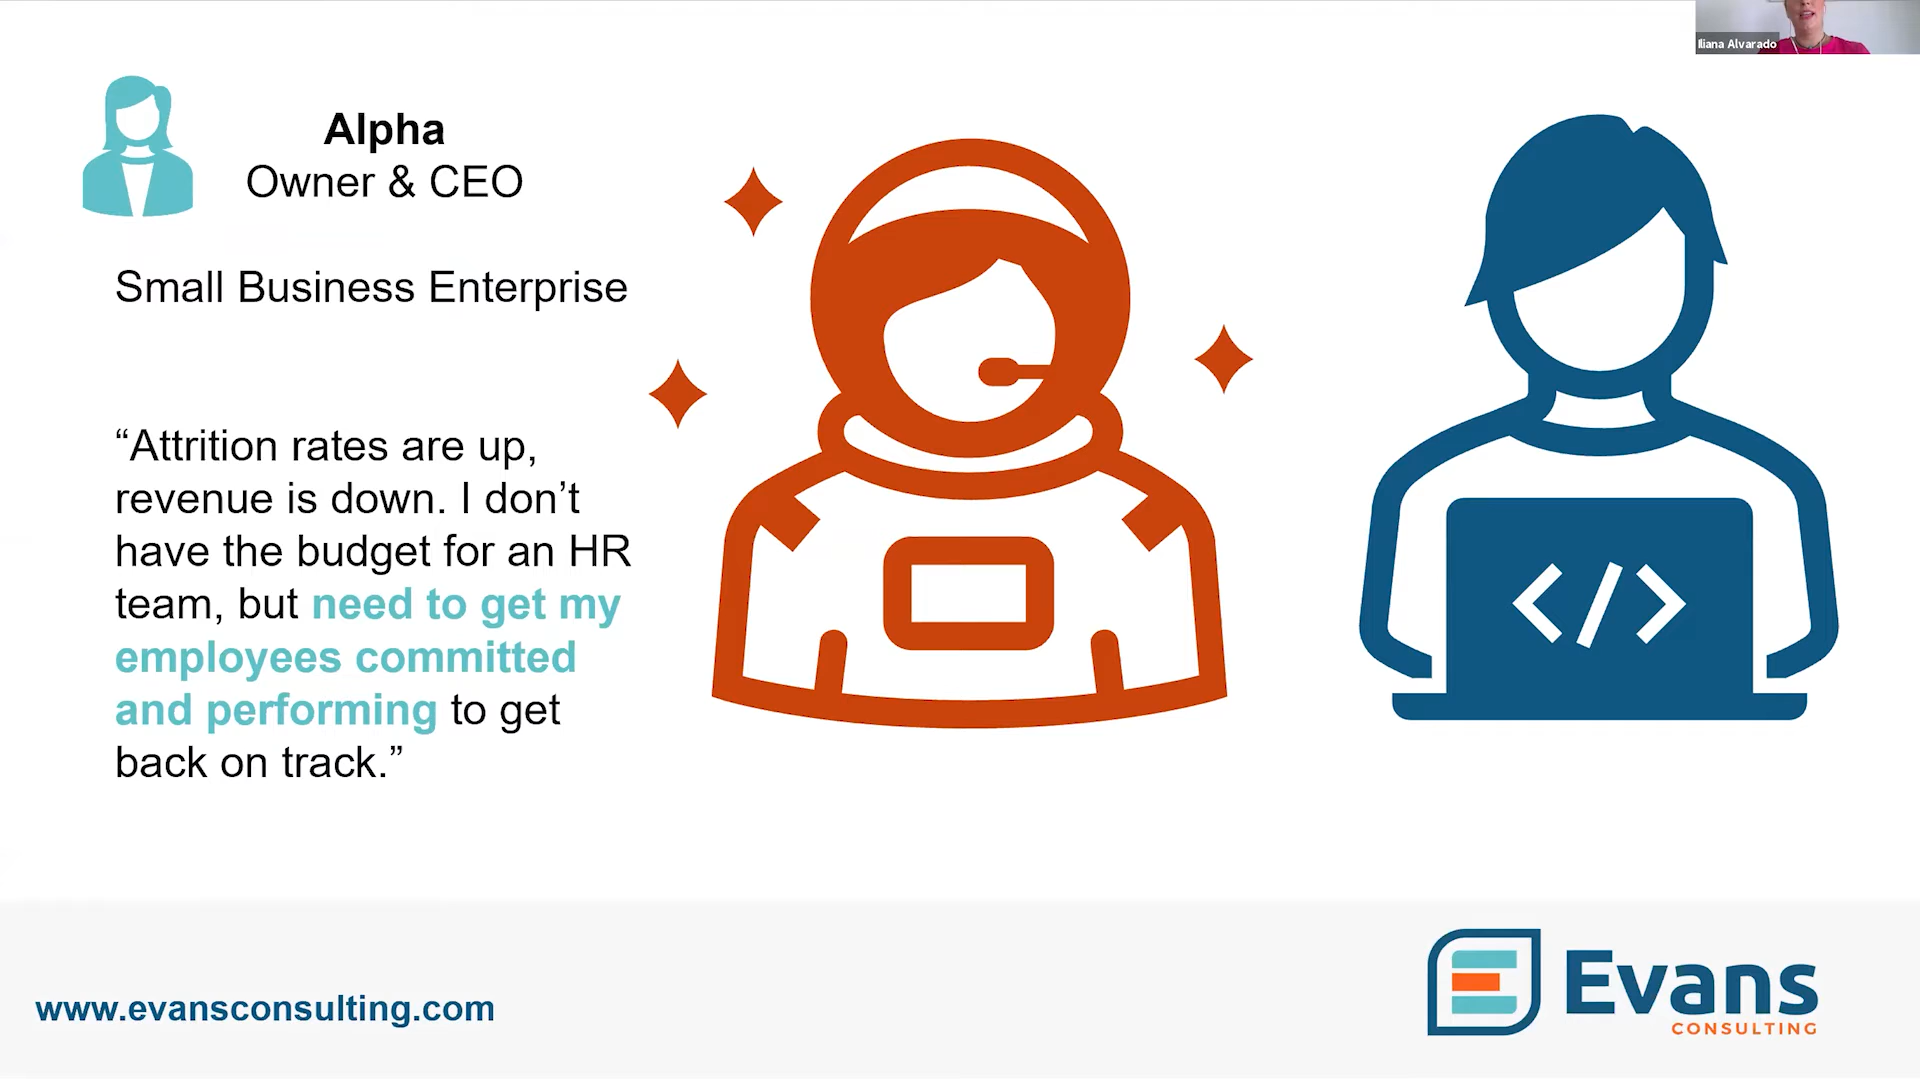 Iliana Alvarado
Alpha
Owner & CEO
Small Business Enterprise
“Attrition rates are up,
revenue is down. I don’t
have the budget for an HR
team, but need to get my
employees committed
and performing to get
back on track.”
</>
www.evansconsulting.com
Evans
CONSULTING